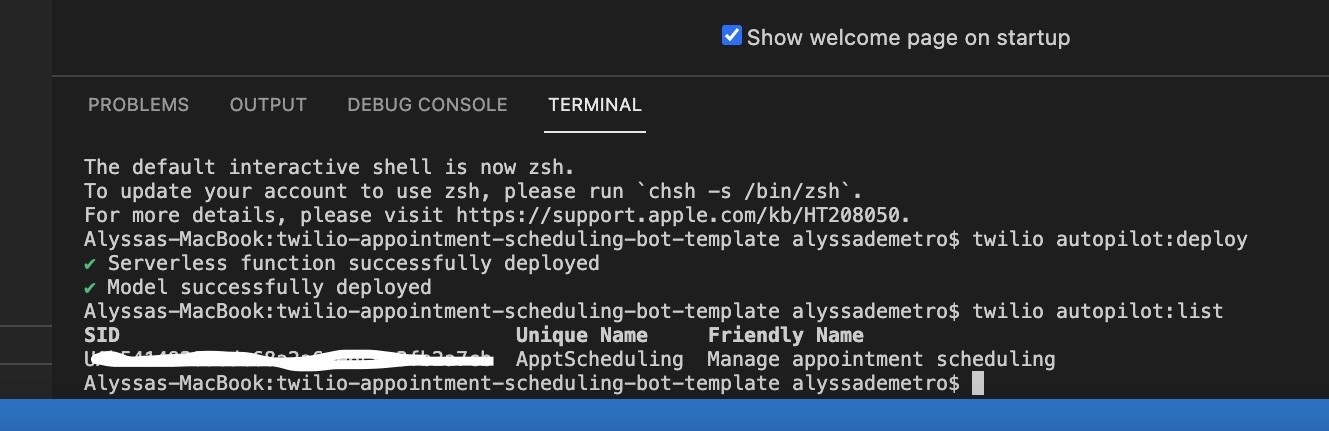 Show welcome page on startup
PROBLEMS OUTPUT DEBUG CONSOLE TERMINAL
The default interactive shell is now zsh.
To update your account to use zsh, please run `chsh -s /bin/zsh`.
For more details, please visit https://support.apple.com/kb/HT208050.
Alyssas-MacBook:twilio-appointment-scheduling-bot-template alyssademetro$ twilio autopilot:deploy
✔ Serverless function successfully deployed
✔ Model successfully deployed
Alyssas-MacBook:twilio-appointment-scheduling-bot-template alyssademetro$ twilio autopilot:list
SID Unique Name Friendly Name
ApptScheduling Manage appointment scheduling
Alyssas-MacBook:twilio-appointment-scheduling-bot-template alyssademetro$